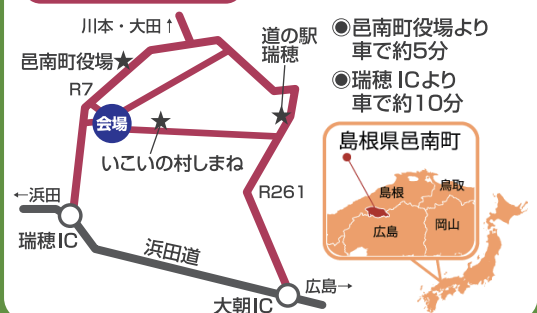 川本・大田↑
道の駅
瑞穂
◉邑南町役場より
車で約5分
◉瑞穂ICより
車で約10分
邑南町役場★
R7
会場
いこいの村しまね
島根県邑南町
島根
鳥取
広島
岡山
←浜田
R261
瑞穂IC
浜田道
広島→
大朝IC